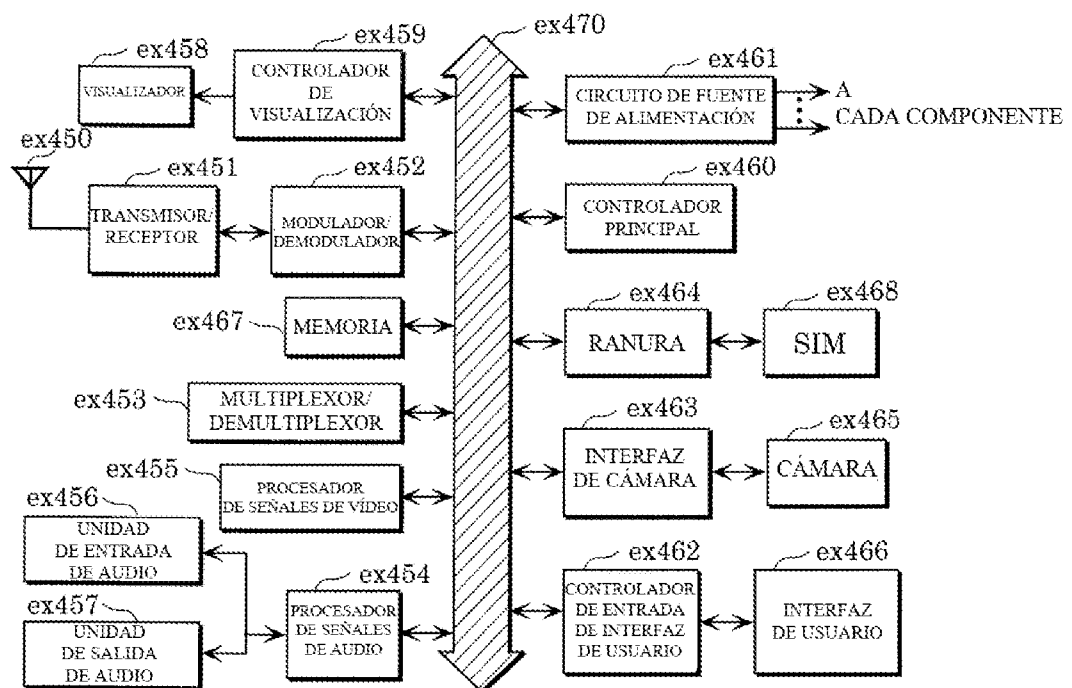 ex470
ex458
ex459
VISUALIZADOR
CONTROLADOR
DE
VISUALIZACIÓN
ex461
CIRCUITO DE FUENTE
DE ALIMENTACIÓN
A
CADA COMPONENTE
ex450
ex451
TRANSMISOR/
RECEPTOR
ex452
MODULADOR/
DEMODULADOR
ex460
CONTROLADOR
PRINCIPAL
ex467
MEMORIA
ex464
RANURA
ex468
SIM
ex453
MULTIPLEXOR/
DEMULTIPLEXOR
ex463
INTERFAZ
DE CÁMARA
ex465
CÁMARA
ex455
PROCESADOR
DE SEÑALES DE VÍDEO
ex456
UNIDAD
DE ENTRADA
DE AUDIO
ex457
UNIDAD
DE SALIDA
DE AUDIO
ex454
PROCESADOR
DE SEÑALES
DE AUDIO
ex462
CONTROLADOR
DE ENTRADA
DE INTERFAZ
DE USUARIO
ex466
INTERFAZ
DE USUARIO